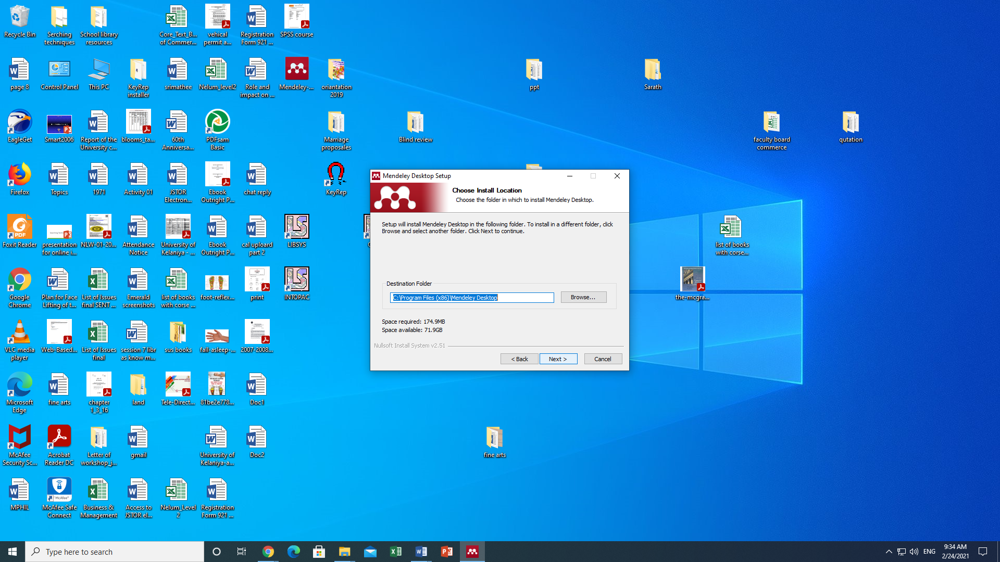 Recycle Bin
Serching
techniques
School library
resources
Core_Text_B...
of Commer...
vehical
permit a...
Registration
Form 921 ...
SPSS course
page 8
Control Panel
This PC
KeyRep
installer
srimathee
Nelum_level2
Role and
impact on ...
Mendeley-...
oriantation
2019
ppt
Sarath
EagleGet
Smart2006
Report of the
University c...
blooms_ta...
60th
Anniversa...
PDFsam
Basic
Marriage
proposales
Blind review
faculty board
commerce
qutation
Firefox
Topics
1971
Activity 01
JSTOR
Electron...
Ebook
Outright P...
chat reply
KeyRep
Foxit Reader
presentation
for online i...
NLW-01-20...
Attendance
Notice
University of
Kelaniya - ...
Ebook
Outright P...
cal uploard
part 2
LIBSYS
list of books
with corse...
Google
Chrome
Plan for Face
Lifting of t...
List of Issues
final SENT ...
Emerald
screenshots
list of books
with corse ...
foot-reflex...
print
INTOPAC
the-mcgra...
VLC media
player
Web-Based...
List of Issues
final
session 7 libr
as know m...
sus books
fall-asleep-...
2007-2008...
Microsoft
Edge
fine arts
chapter
1_3_16
land
Tele-Direct...
81be2e778...
Doc1
McAfee
Security Sc...
Acrobat
Reader DC
Letter of
workshop_j...
gmail
University of
Kelaniya-a...
Doc2
fine arts
MPHIL
McAfee Safe
Connect
Business &
Management
Access to
JSTOR el...
Nelum_Level
2
Registration
Form 921 ...
Mendeley Desktop Setup
Choose Install Location
Choose the folder in which to install Mendeley Desktop.
Setup will install Mendeley Desktop in the following folder. To install in a different folder, click
Browse and select another folder. Click Next to continue.
Destination Folder
C:\Program Files (x86)\Mendeley Desktop
Browse...
Space required: 174.9MB
Space available: 71.9GB
Nullsoft Install System v2.51
< Back
Next >
Cancel
Type here to search
ENG
9:34 AM
2/24/2021